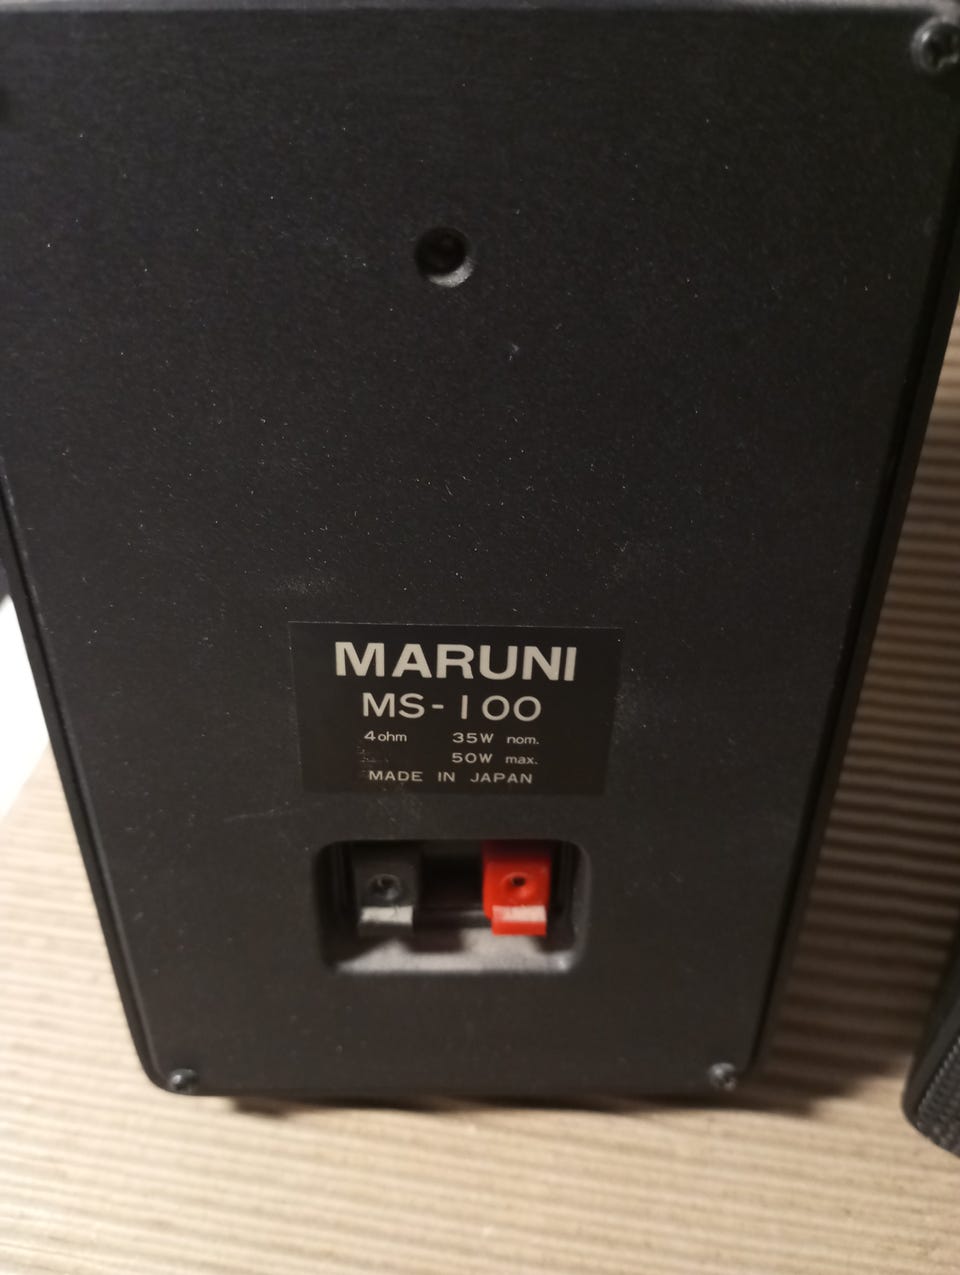 MARUNI
MS-100
4ohm 35W nom.
50W max.
MADE IN JAPAN